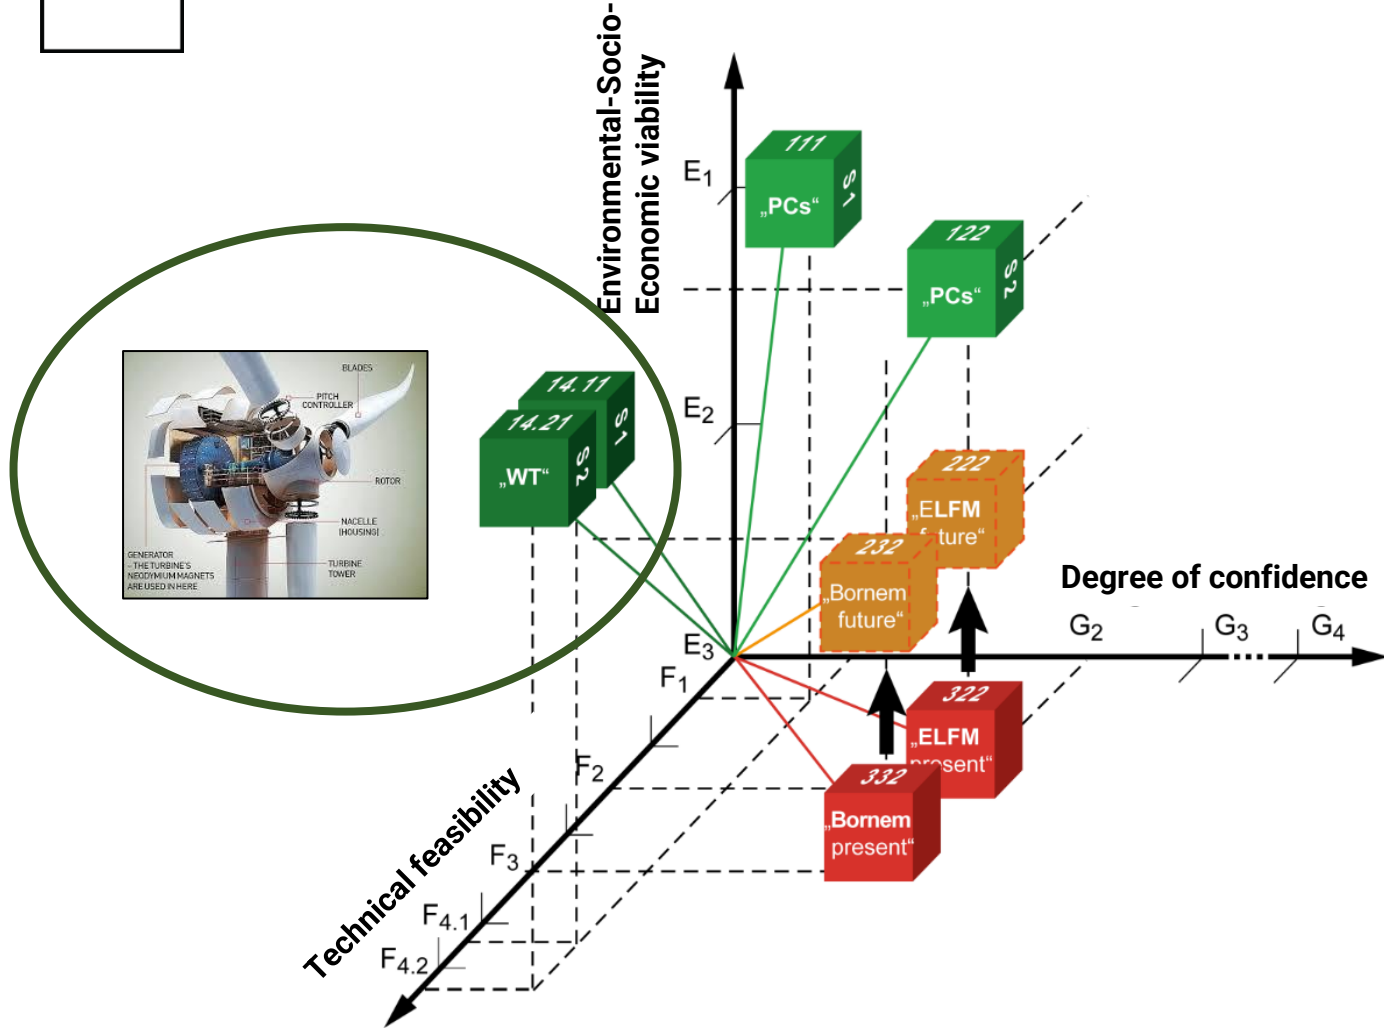 Environmental-Socio-
Economic viability
E1
111
S1
„PCs“
122
S2
„PCs“
BLADES
PITCH
CONTROLLER
ROTOR
NACELLE
(HOUSING)
GENERATOR
– THE TURBINE'S
NEODYMIUM MAGNETS
ARE USED IN HERE
TURBINE
TOWER
14.11
S1
14.21
S2
„WT“
E2
222
„ELFM
future“
232
„Bornem
future“
Degree of confidence
G2
G3
G4
E3
F1
322
„ELFM
present“
332
„Bornem
present“
F2
F3
F4.1
F4.2
Technical feasibility